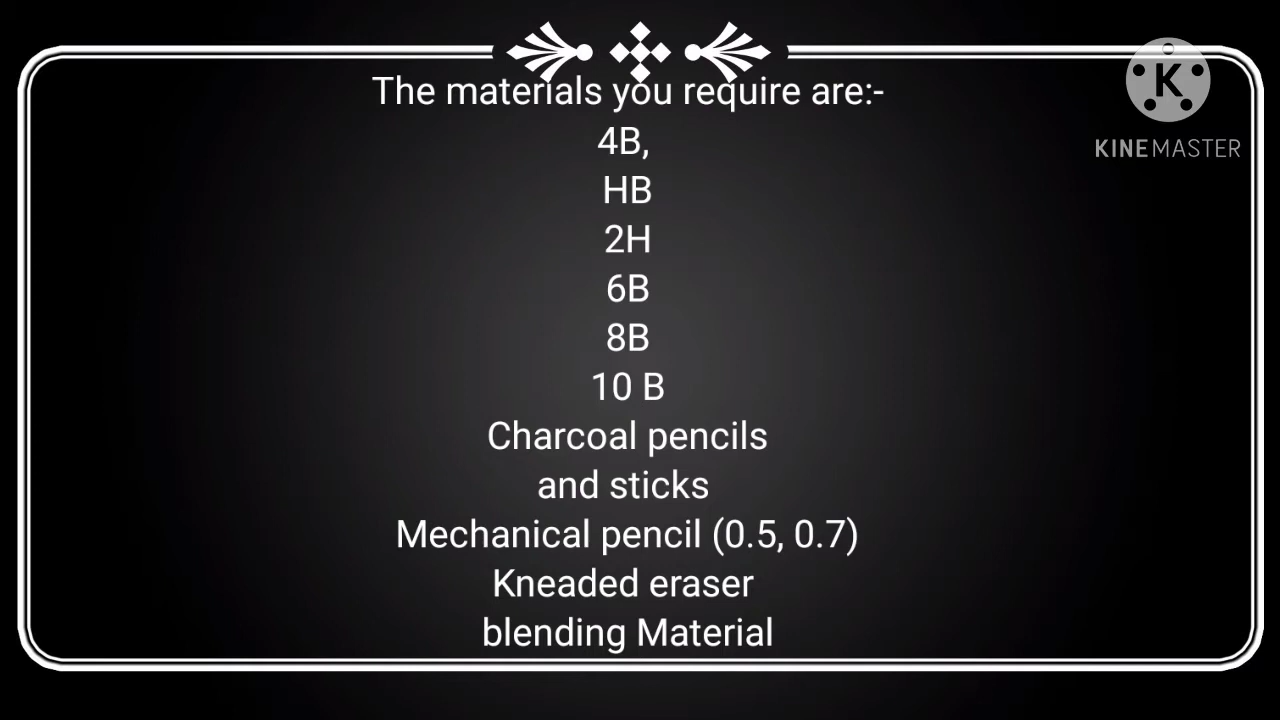 The materials you require are:-
4B,
HB
2H
6B
8B
10 B
Charcoal pencils
and sticks
Mechanical pencil (0.5, 0.7)
Kneaded eraser
blending Material
K
KINEMASTER